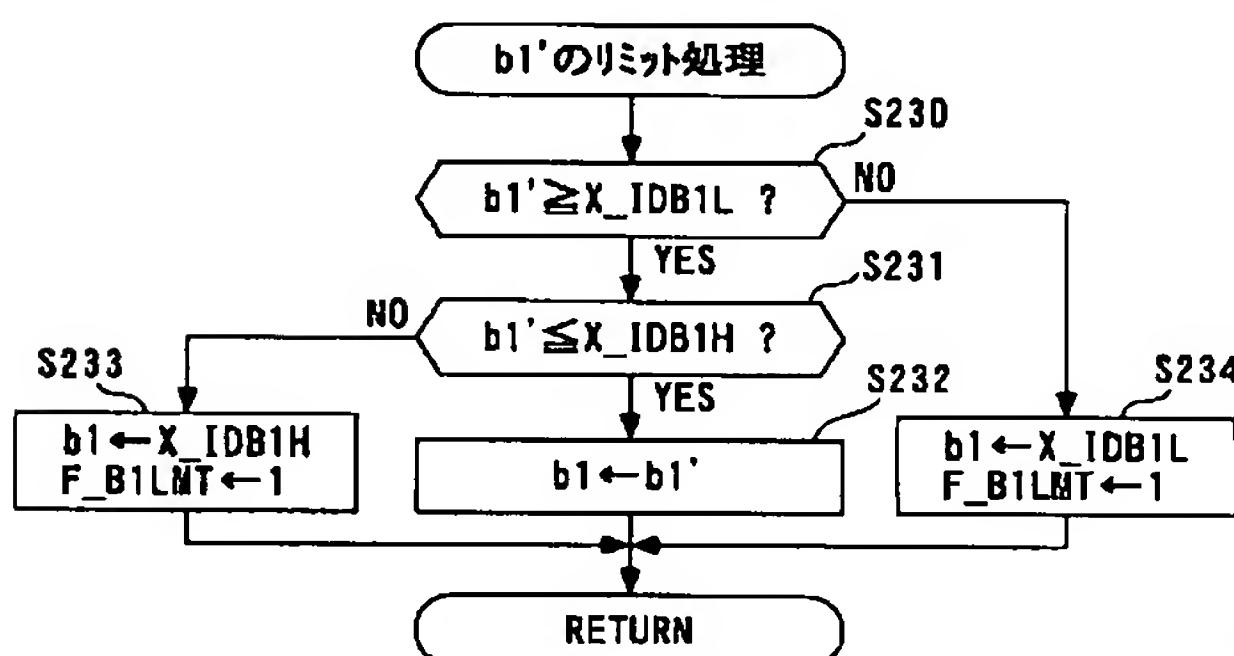 b1'のリミット処理
S230
b1'≧X_IDB1L ?
NO
YES
S231
b1'≦X_IDB1H ?
NO
YES
S233
b1←X_IDB1H
F_B1LMT←1
S232
b1←b1'
S234
b1←X_IDB1L
F_B1LMT←1
RETURN